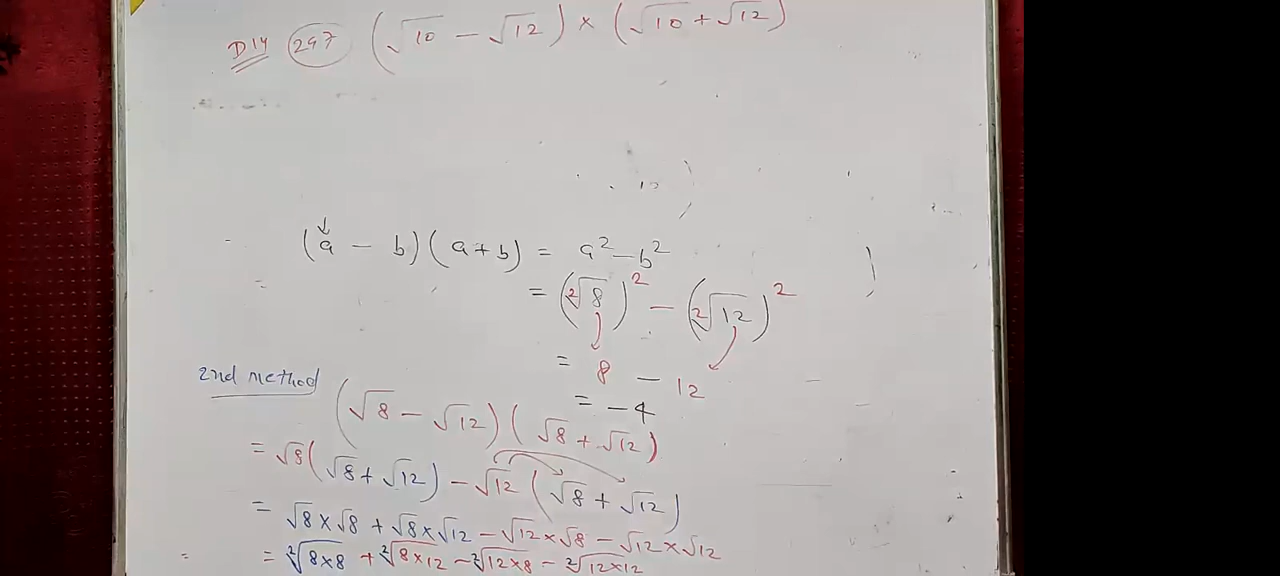 DIY 297 (√10 − √12) × (√10 + √12)
(a − b)(a + b) = a² − b²
= (²√8)² − (²√12)²
= 8 − 12
= −4
2nd method
(√8 − √12)(√8 + √12)
= √8(√8 + √12) − √12(√8 + √12)
= √8 × √8 + √8 × √12 − √12 × √8 − √12 × √12
= ²√8×8 + ²√8×12 − ²√12×8 − ²√12×12